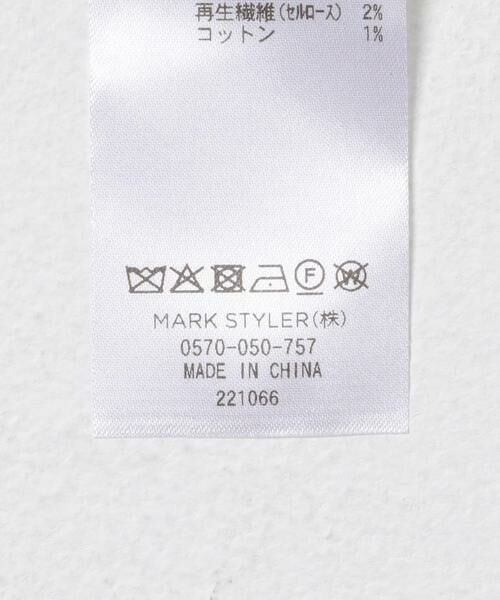 再生繊維(セルロース) 2%
コットン 1%
F W
MARK STYLER(株)
0570-050-757
MADE IN CHINA
221066